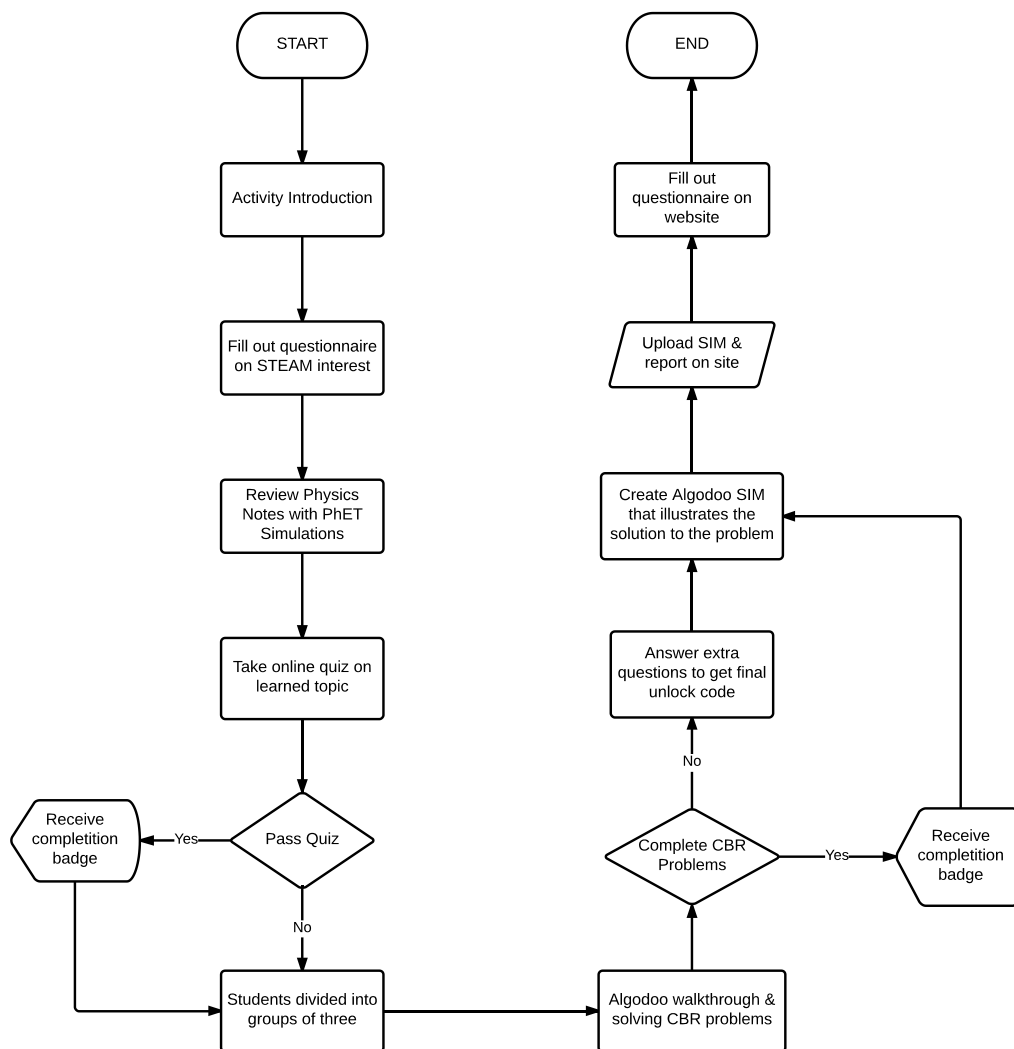 START
Activity Introduction
Fill out questionnaire
on STEAM interest
Review Physics
Notes with PhET
Simulations
Take online quiz on
learned topic
Pass Quiz
Yes
Receive
completition
badge
No
Students divided into
groups of three
Algodoo walkthrough &
solving CBR problems
Complete CBR
Problems
Yes
Receive
completition
badge
No
Answer extra
questions to get final
unlock code
Create Algodoo SIM
that illustrates the
solution to the problem
Upload SIM &
report on site
Fill out
questionnaire on
website
END